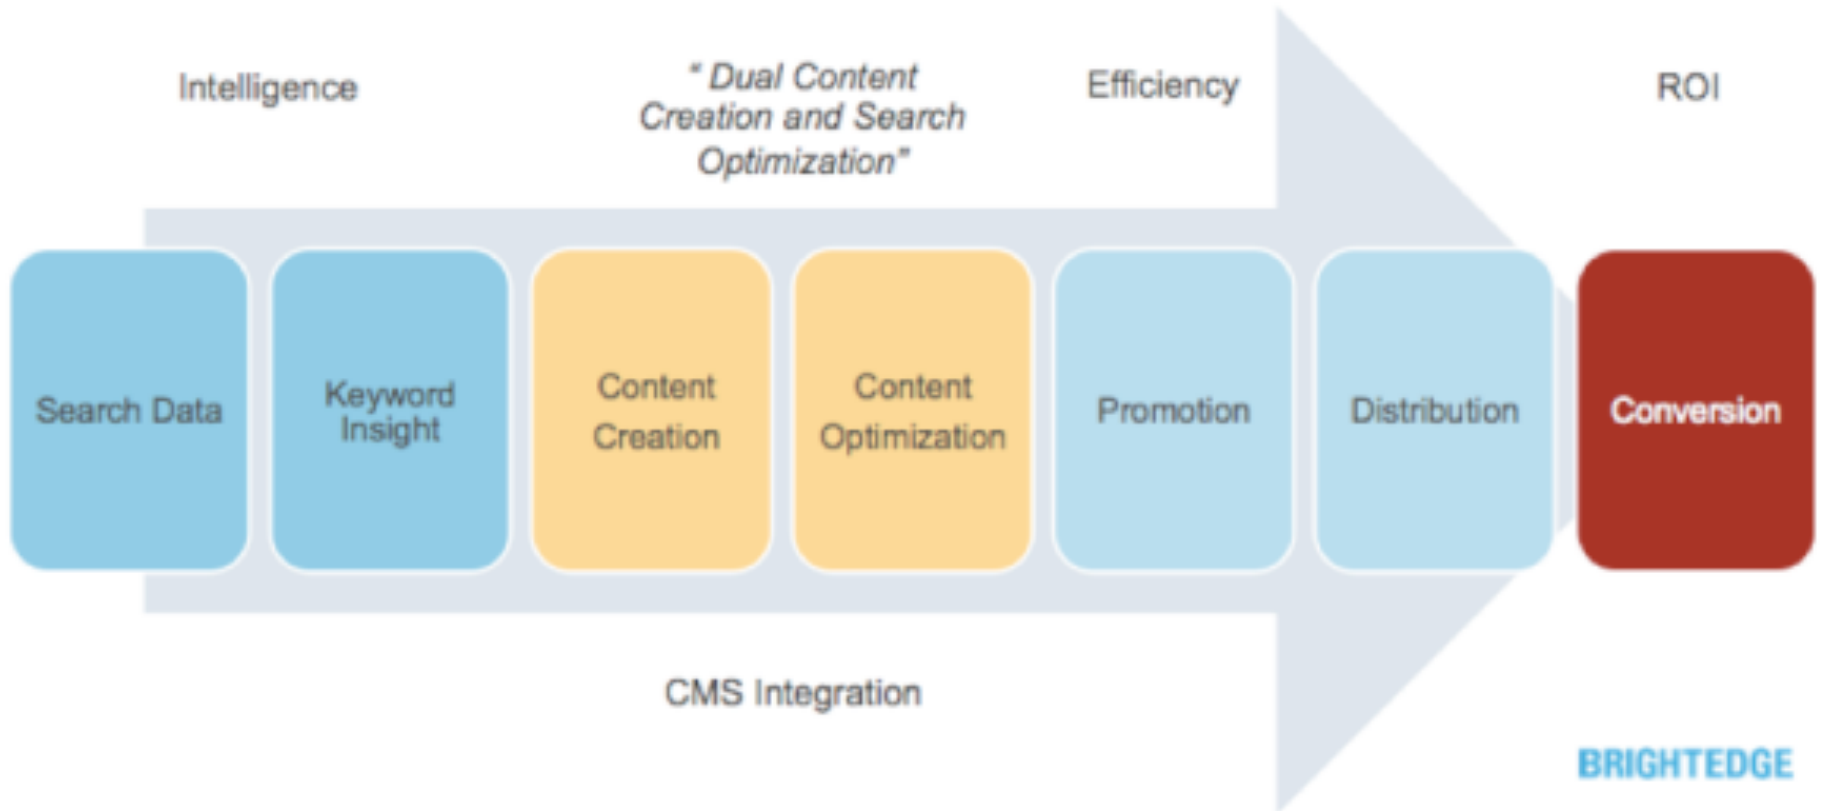 Intelligence
“ Dual Content
Creation and Search
Optimization”
Efficiency
ROI
Search Data
Keyword
Insight
Content
Creation
Content
Optimization
Promotion
Distribution
Conversion
CMS Integration
BRIGHTEDGE